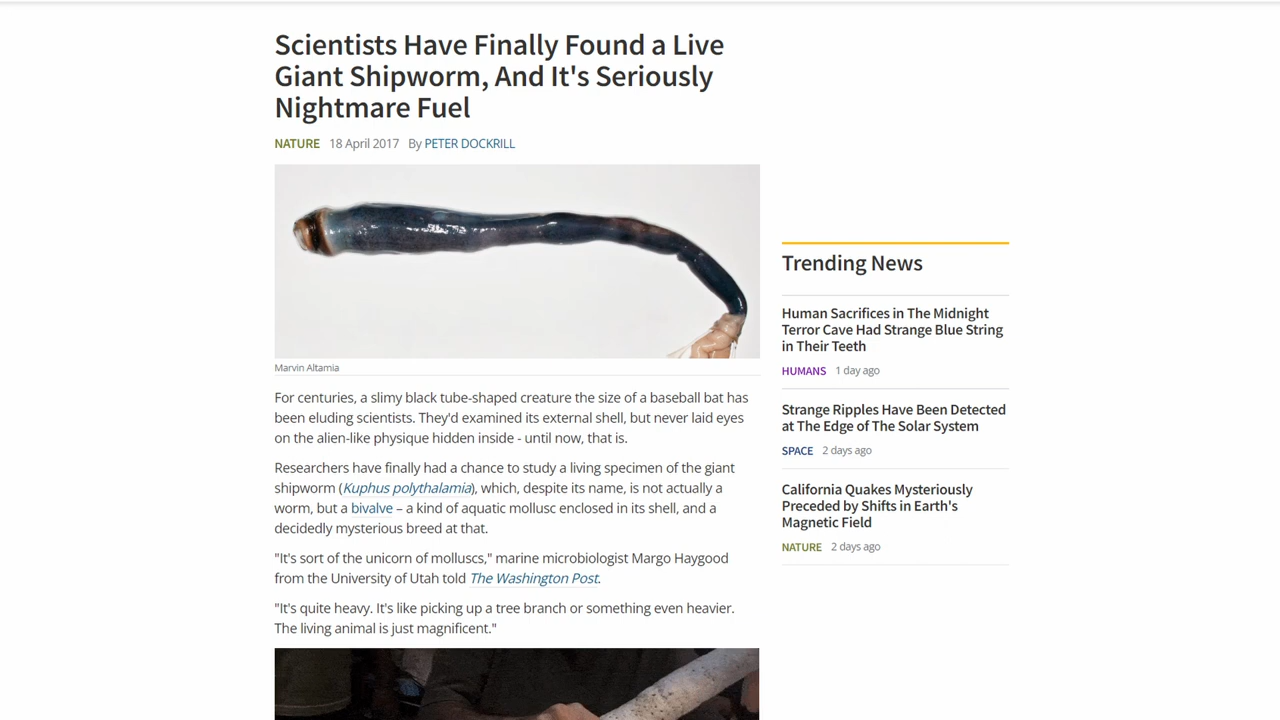 Scientists Have Finally Found a Live
Giant Shipworm, And It's Seriously
Nightmare Fuel
NATURE 18 April 2017 By PETER DOCKRILL
Marvin Altamia
For centuries, a slimy black tube-shaped creature the size of a baseball bat has
been eluding scientists. They'd examined its external shell, but never laid eyes
on the alien-like physique hidden inside - until now, that is.
Researchers have finally had a chance to study a living specimen of the giant
shipworm (Kuphus polythalamia), which, despite its name, is not actually a
worm, but a bivalve – a kind of aquatic mollusc enclosed in its shell, and a
decidedly mysterious breed at that.
"It's sort of the unicorn of molluscs," marine microbiologist Margo Haygood
from the University of Utah told The Washington Post.
"It's quite heavy. It's like picking up a tree branch or something even heavier.
The living animal is just magnificent."
Trending News
Human Sacrifices in The Midnight
Terror Cave Had Strange Blue String
in Their Teeth
HUMANS 1 day ago
Strange Ripples Have Been Detected
at The Edge of The Solar System
SPACE 2 days ago
California Quakes Mysteriously
Preceded by Shifts in Earth's
Magnetic Field
NATURE 2 days ago